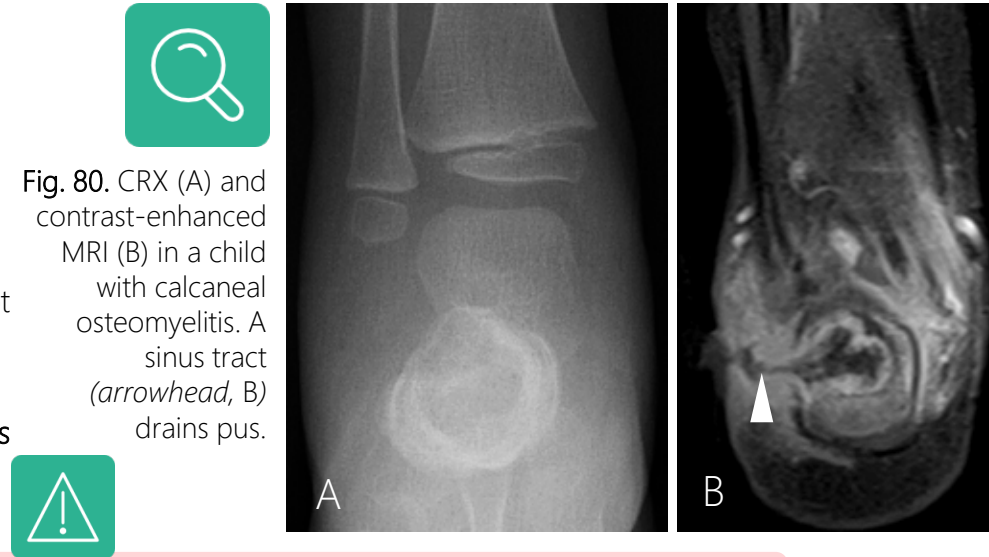 Fig. 80. CRX (A) and
contrast-enhanced
MRI (B) in a child
with calcaneal
t
osteomyelitis. A
sinus tract
(arrowhead, B)
s
drains pus.
A
B